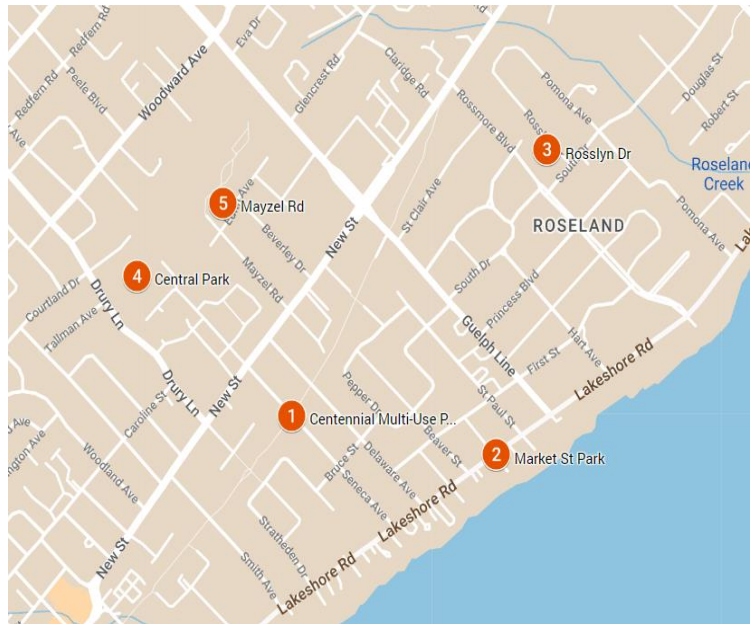 Redfern Rd
Eva Dr
Woodward Ave
Claridge Rd
Glencrest Rd
Peele Blvd
Redfern Rd
Douglas St
Pomona Ave
Rossmore Blvd
Robert St
Ave
3
Rosslyn Dr
South Dr
Roseland
Creek
5
Mayzel Rd
Ave
St Clair Ave
ROSELAND
Pomona Ave
Beverley Dr
New St
4
Central Park
Mayzel Rd
South Dr
Courtland Dr
Drury Ln
Princess Blvd
Tallman Ave
Guelph Line
Hart Ave
First St
Lakeshore Rd
Drury Ln
New St
Caroline St
Pepper Dr
St Paul St
1
Centennial Multi-Use P...
Beaver St
2
Market St Park
Bruce St
Delaware Ave
Seneca Ave
Woodland Ave
Lakeshore Rd
Stratheden Dr
New St
Smith Ave
Lakeshore Rd